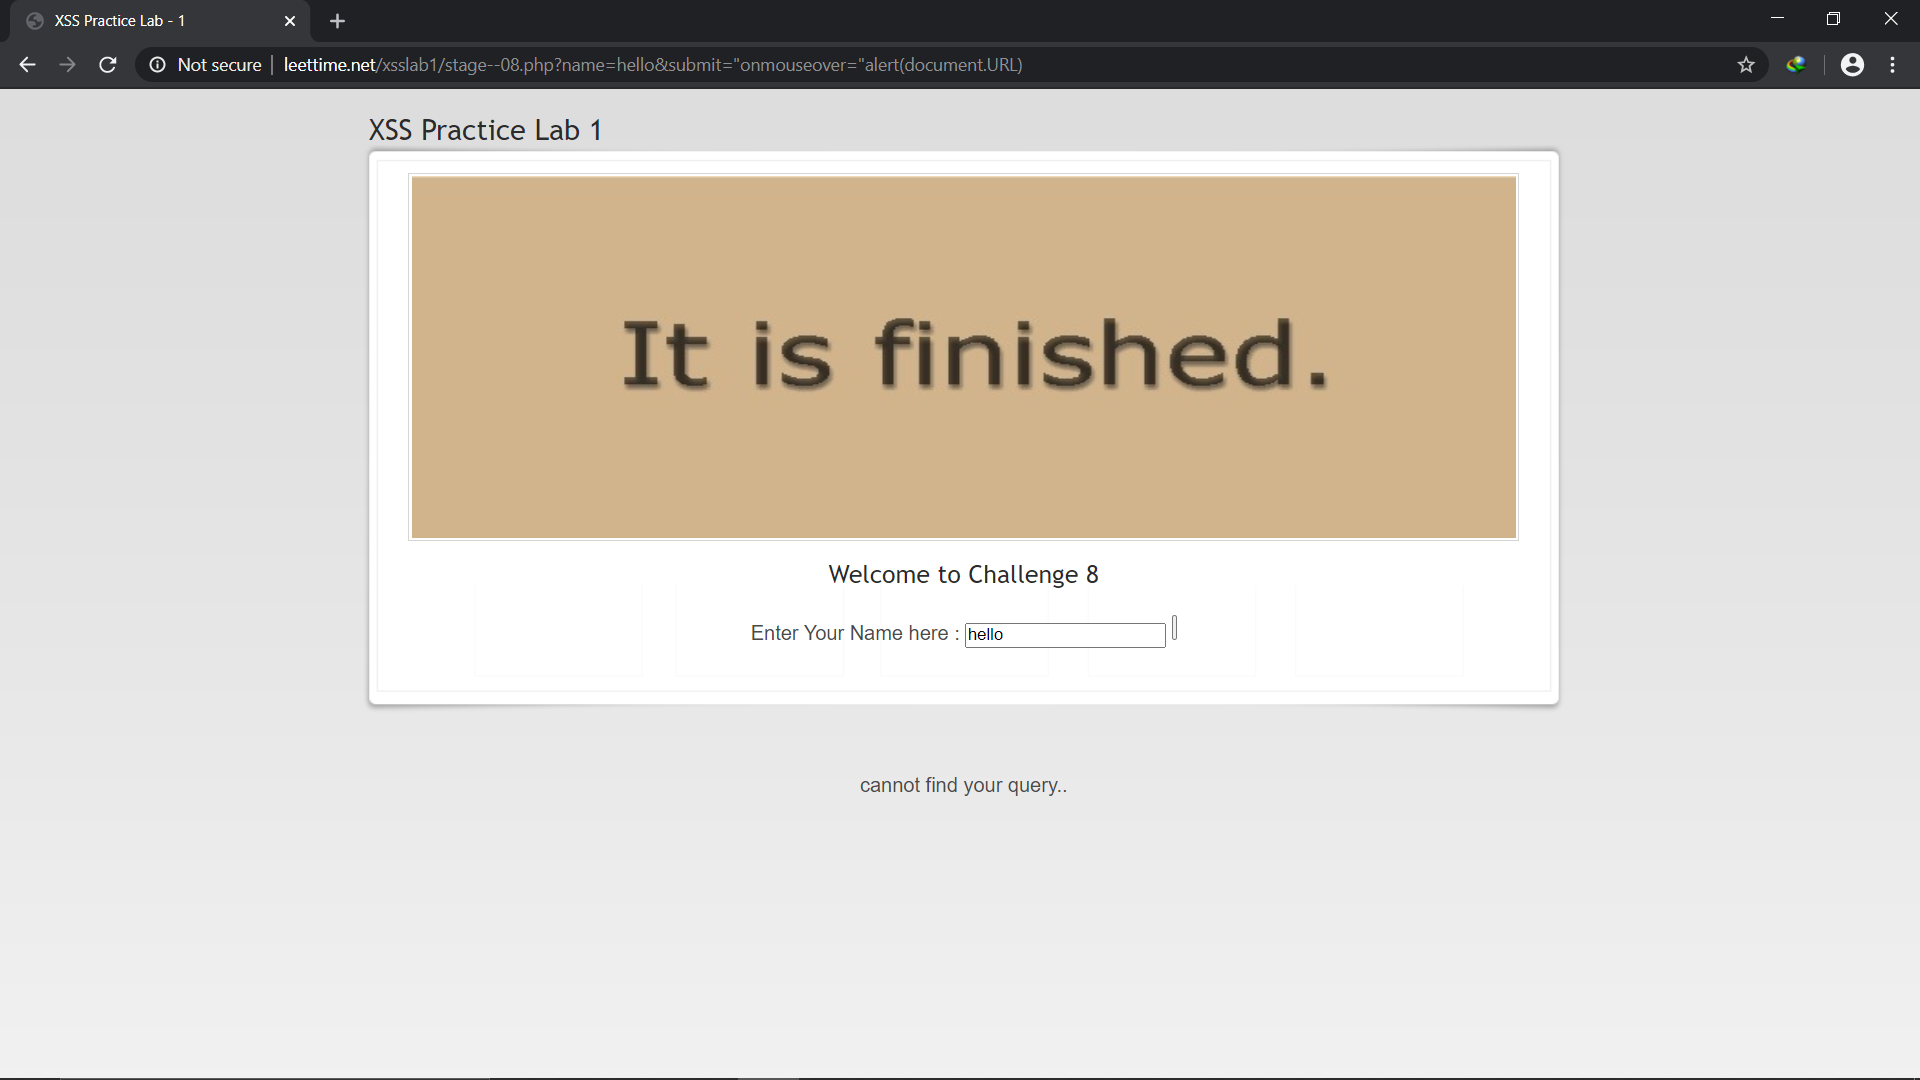 XSS Practice Lab - 1
Not secure | leettime.net/xsslab1/stage--08.php?name=hello&submit="onmouseover="alert(document.URL)
XSS Practice Lab 1
It is finished.
Welcome to Challenge 8
Enter Your Name here : hello
cannot find your query..